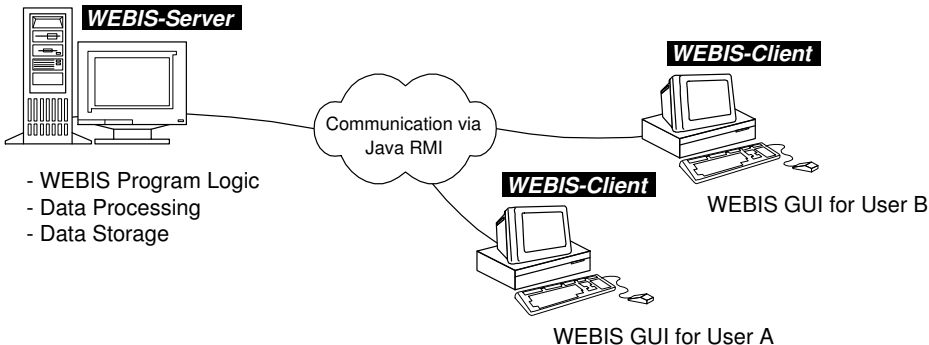 WEBIS-Server
WEBIS-Client
Communication via
Java RMI
- WEBIS Program Logic
- Data Processing
- Data Storage
WEBIS-Client
WEBIS GUI for User B
WEBIS GUI for User A